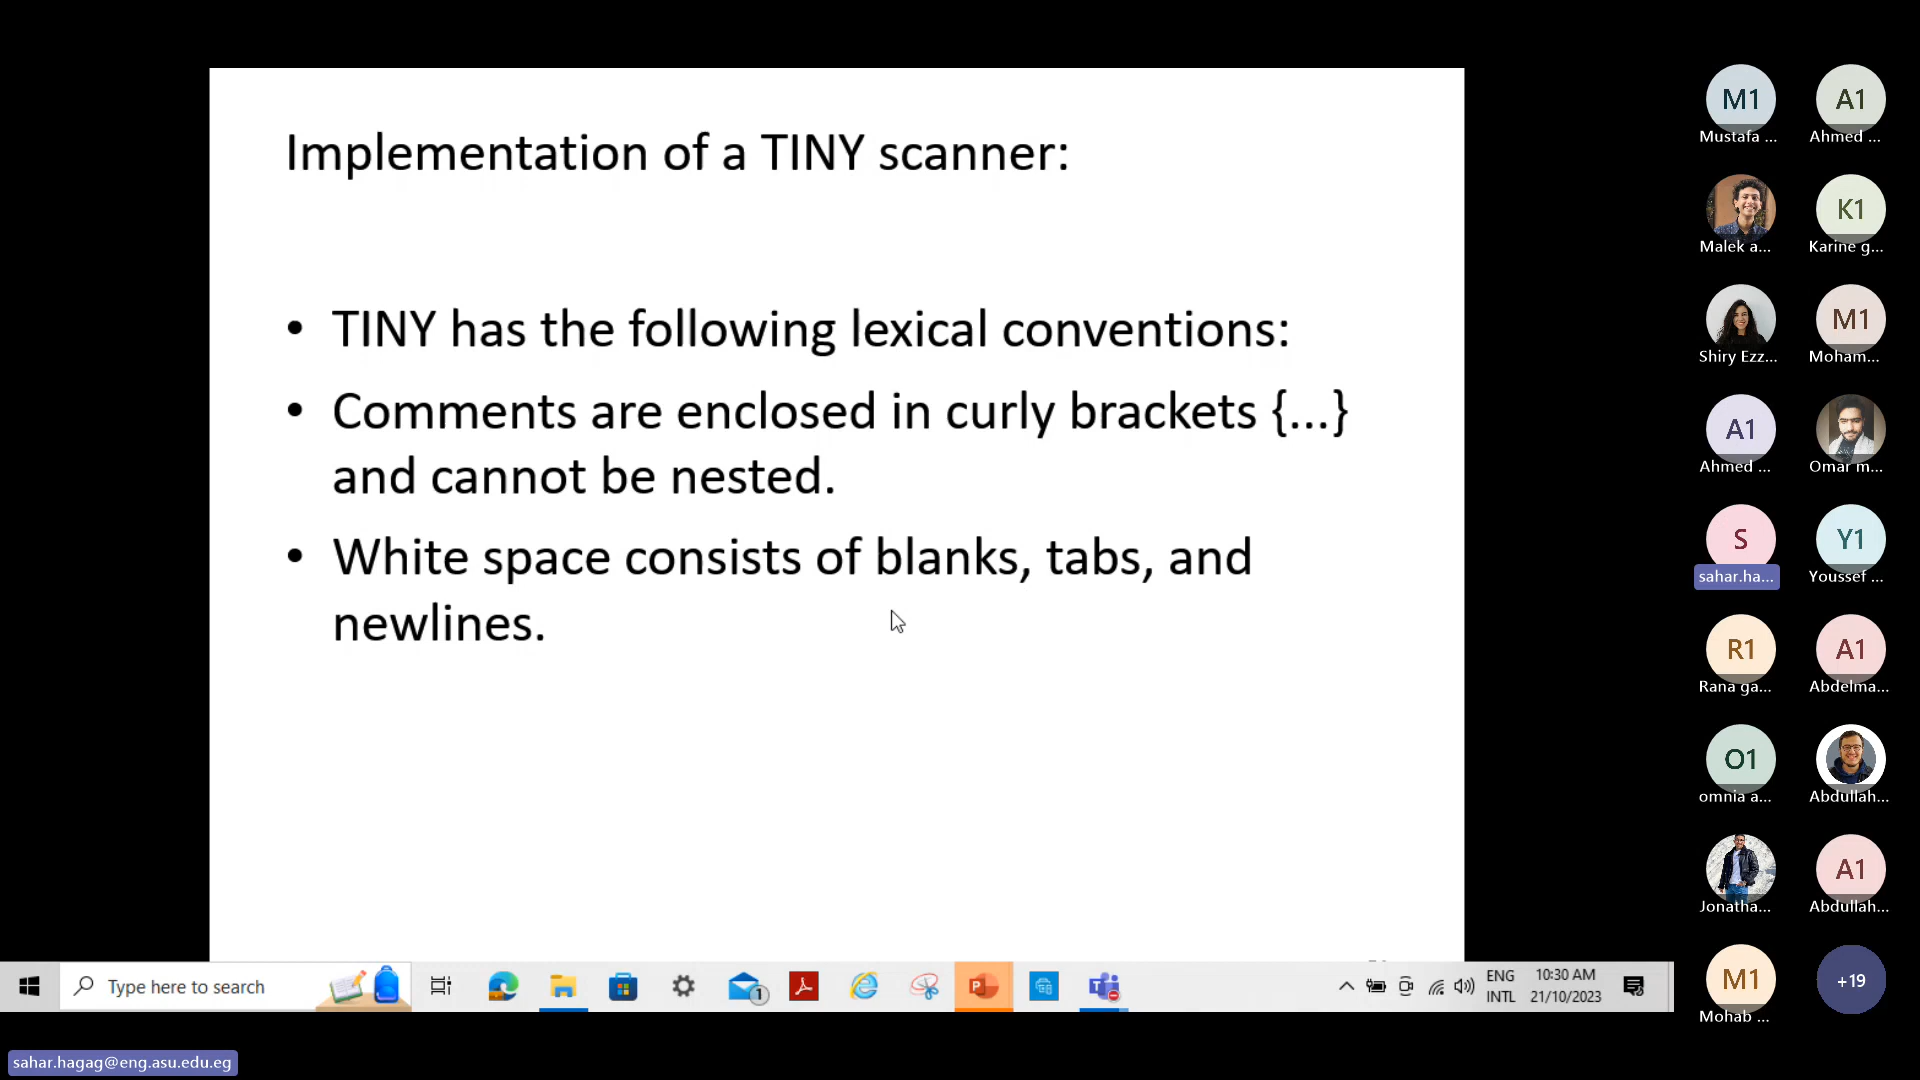 Implementation of a TINY scanner:
• TINY has the following lexical conventions:
• Comments are enclosed in curly brackets {...}
and cannot be nested.
• White space consists of blanks, tabs, and
newlines.
M1
Mustafa ...
A1
Ahmed ...
Malek a...
K1
Karine g...
Shiry Ezz...
M1
Moham...
A1
Ahmed ...
Omar m...
S
sahar.ha...
Y1
Youssef ...
R1
Rana ga...
A1
Abdelma...
O1
omnia a...
Abdullah...
Jonatha...
A1
Abdullah...
M1
Mohab ...
+19
Type here to search
1
ENG
INTL
10:30 AM
21/10/2023
sahar.hagag@eng.asu.edu.eg